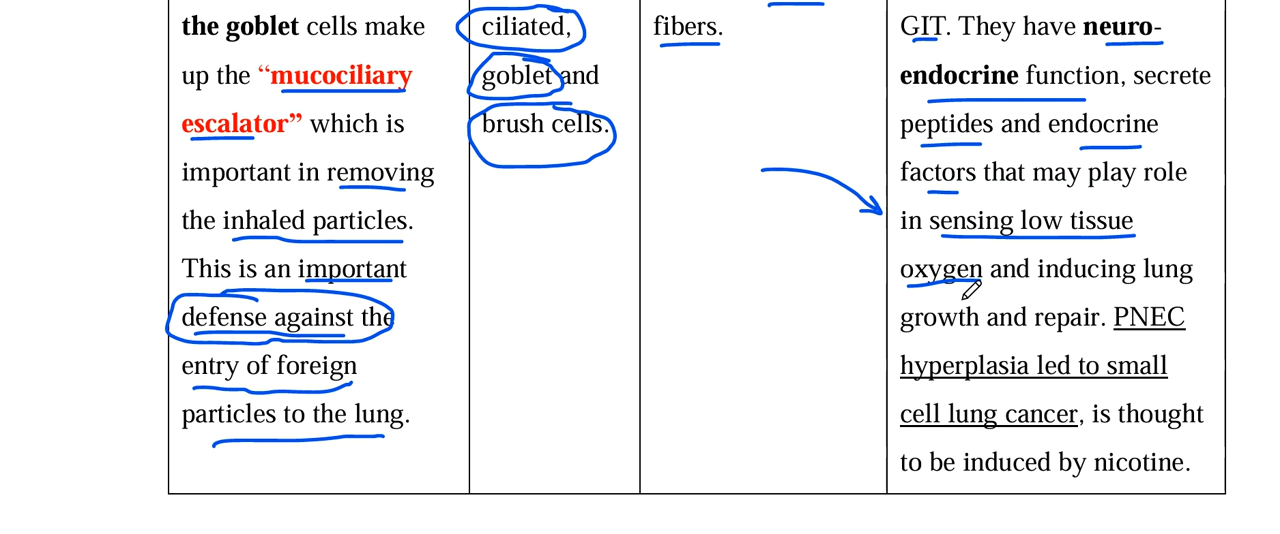 the goblet cells make
up the “mucociliary
escalator” which is
important in removing
the inhaled particles.
This is an important
defense against the
entry of foreign
particles to the lung.
ciliated,
goblet and
brush cells.
fibers.
GIT. They have neuro-
endocrine function, secrete
peptides and endocrine
factors that may play role
in sensing low tissue
oxygen and inducing lung
growth and repair. PNEC
hyperplasia led to small
cell lung cancer, is thought
to be induced by nicotine.